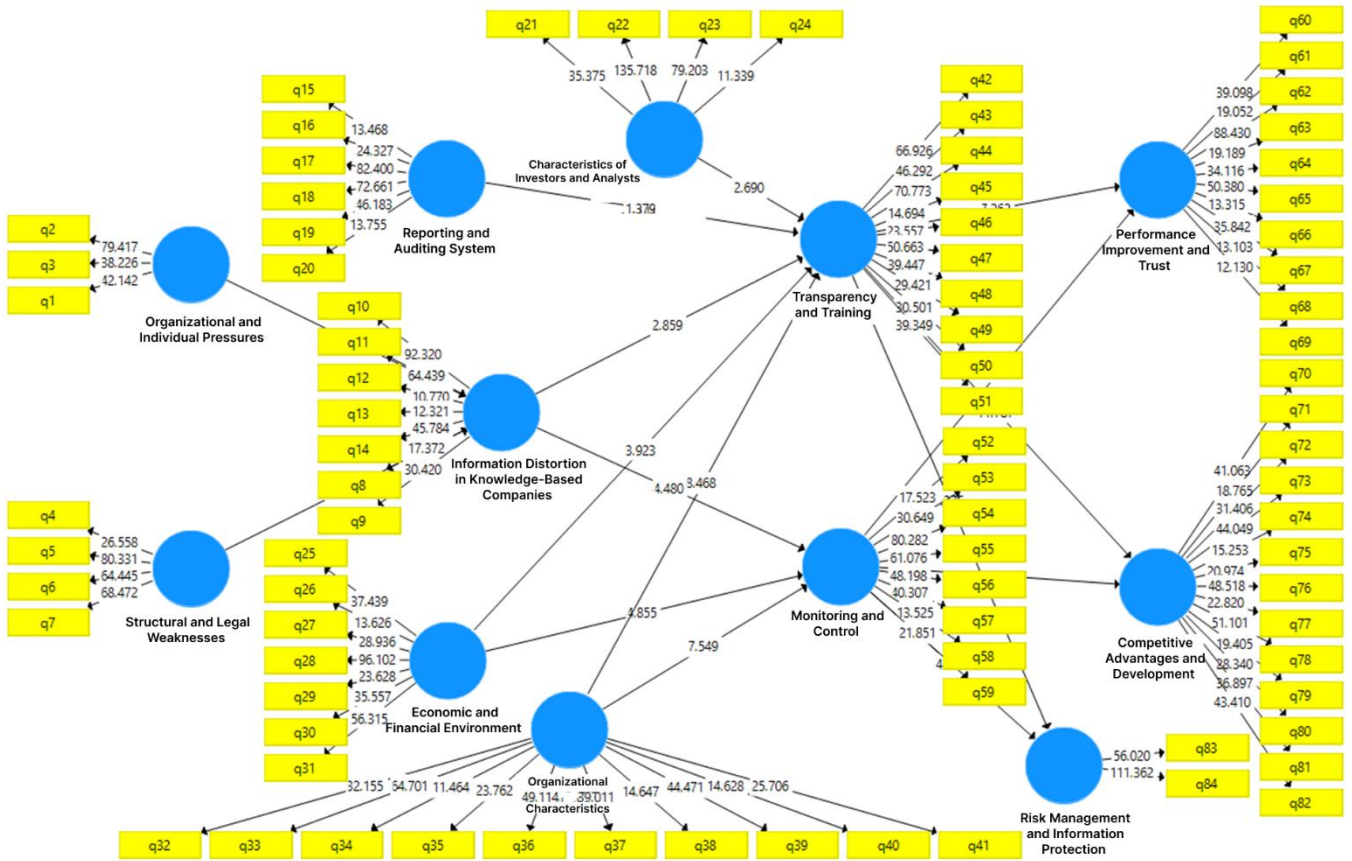 q21
q22
q23
q24
35.375
135.718
79.203
11.339
Characteristics of
Investors and Analysts
2.690
q15
q16
q17
q18
q19
q20
13.468
24.327
82.400
72.661
46.183
13.755
Reporting and
Auditing System
q2
q3
q1
79.417
38.226
42.142
Organizational and
Individual Pressures
q10
q11
q12
q13
q14
q8
q9
92.320
64.439
10.770
12.321
45.784
17.372
30.420
Information Distortion
in Knowledge-Based
Companies
2.859
3.923
q4
q5
q6
q7
26.558
80.331
64.445
68.472
Structural and Legal
Weaknesses
q25
q26
q27
q28
q29
q30
q31
37.439
13.626
28.936
96.102
23.628
35.557
56.315
Economic and
Financial Environment
4.855
7.549
Organizational
Characteristics
23.762
11.464
14.647
44.471
14.628
25.706
q32
q33
q34
q35
q36
q37
q38
q39
q40
q41
Transparency
and Training
q42
q43
q44
q45
q46
q47
q48
q49
q50
q51
66.926
46.292
70.773
14.694
23.557
50.663
39.447
29.421
30.501
39.349
Monitoring and
Control
q52
q53
q54
q55
q56
q57
q58
q59
17.523
30.649
80.282
61.076
48.198
40.307
13.525
21.851
Performance
Improvement and
Trust
q60
q61
q62
q63
q64
q65
q66
q67
q68
q69
39.098
19.052
88.430
19.189
34.116
50.380
13.315
35.842
13.103
12.130
Competitive
Advantages and
Development
q70
q71
q72
q73
q74
q75
q76
q77
q78
q79
q80
q81
q82
41.063
18.765
31.406
44.049
15.253
20.974
48.518
22.820
51.101
19.405
28.340
36.897
43.410
Risk Management
and Information
Protection
56.020
111.362
q83
q84